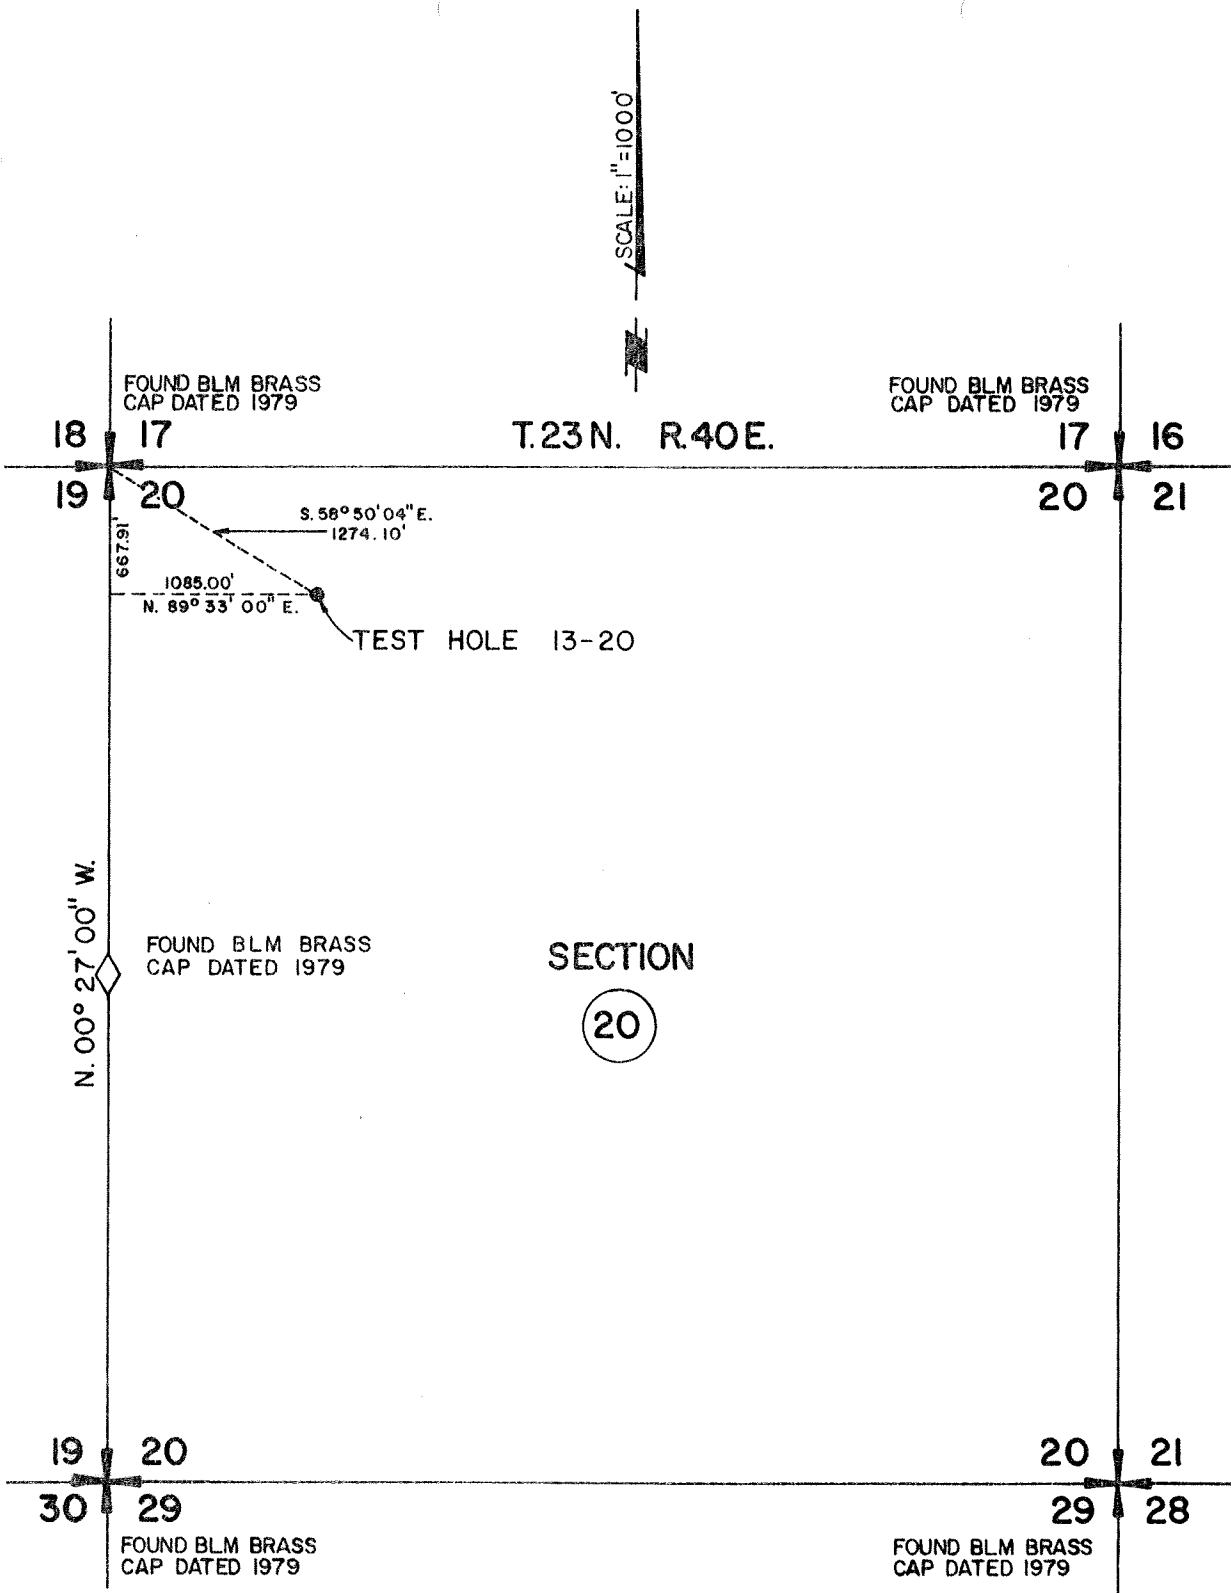 SCALE: 1"=1000'
FOUND BLM BRASS
CAP DATED 1979
FOUND BLM BRASS
CAP DATED 1979
18 17
T.23N. R.40E.
17 16
19 20
20 21
S. 58° 50' 04" E.
1274.10'
667.91'
1085.00'
N. 89° 33' 00" E.
TEST HOLE 13-20
N. 00° 27' 00" W.
FOUND BLM BRASS
CAP DATED 1979
SECTION
20
19 20
20 21
30 29
29 28
FOUND BLM BRASS
CAP DATED 1979
FOUND BLM BRASS
CAP DATED 1979